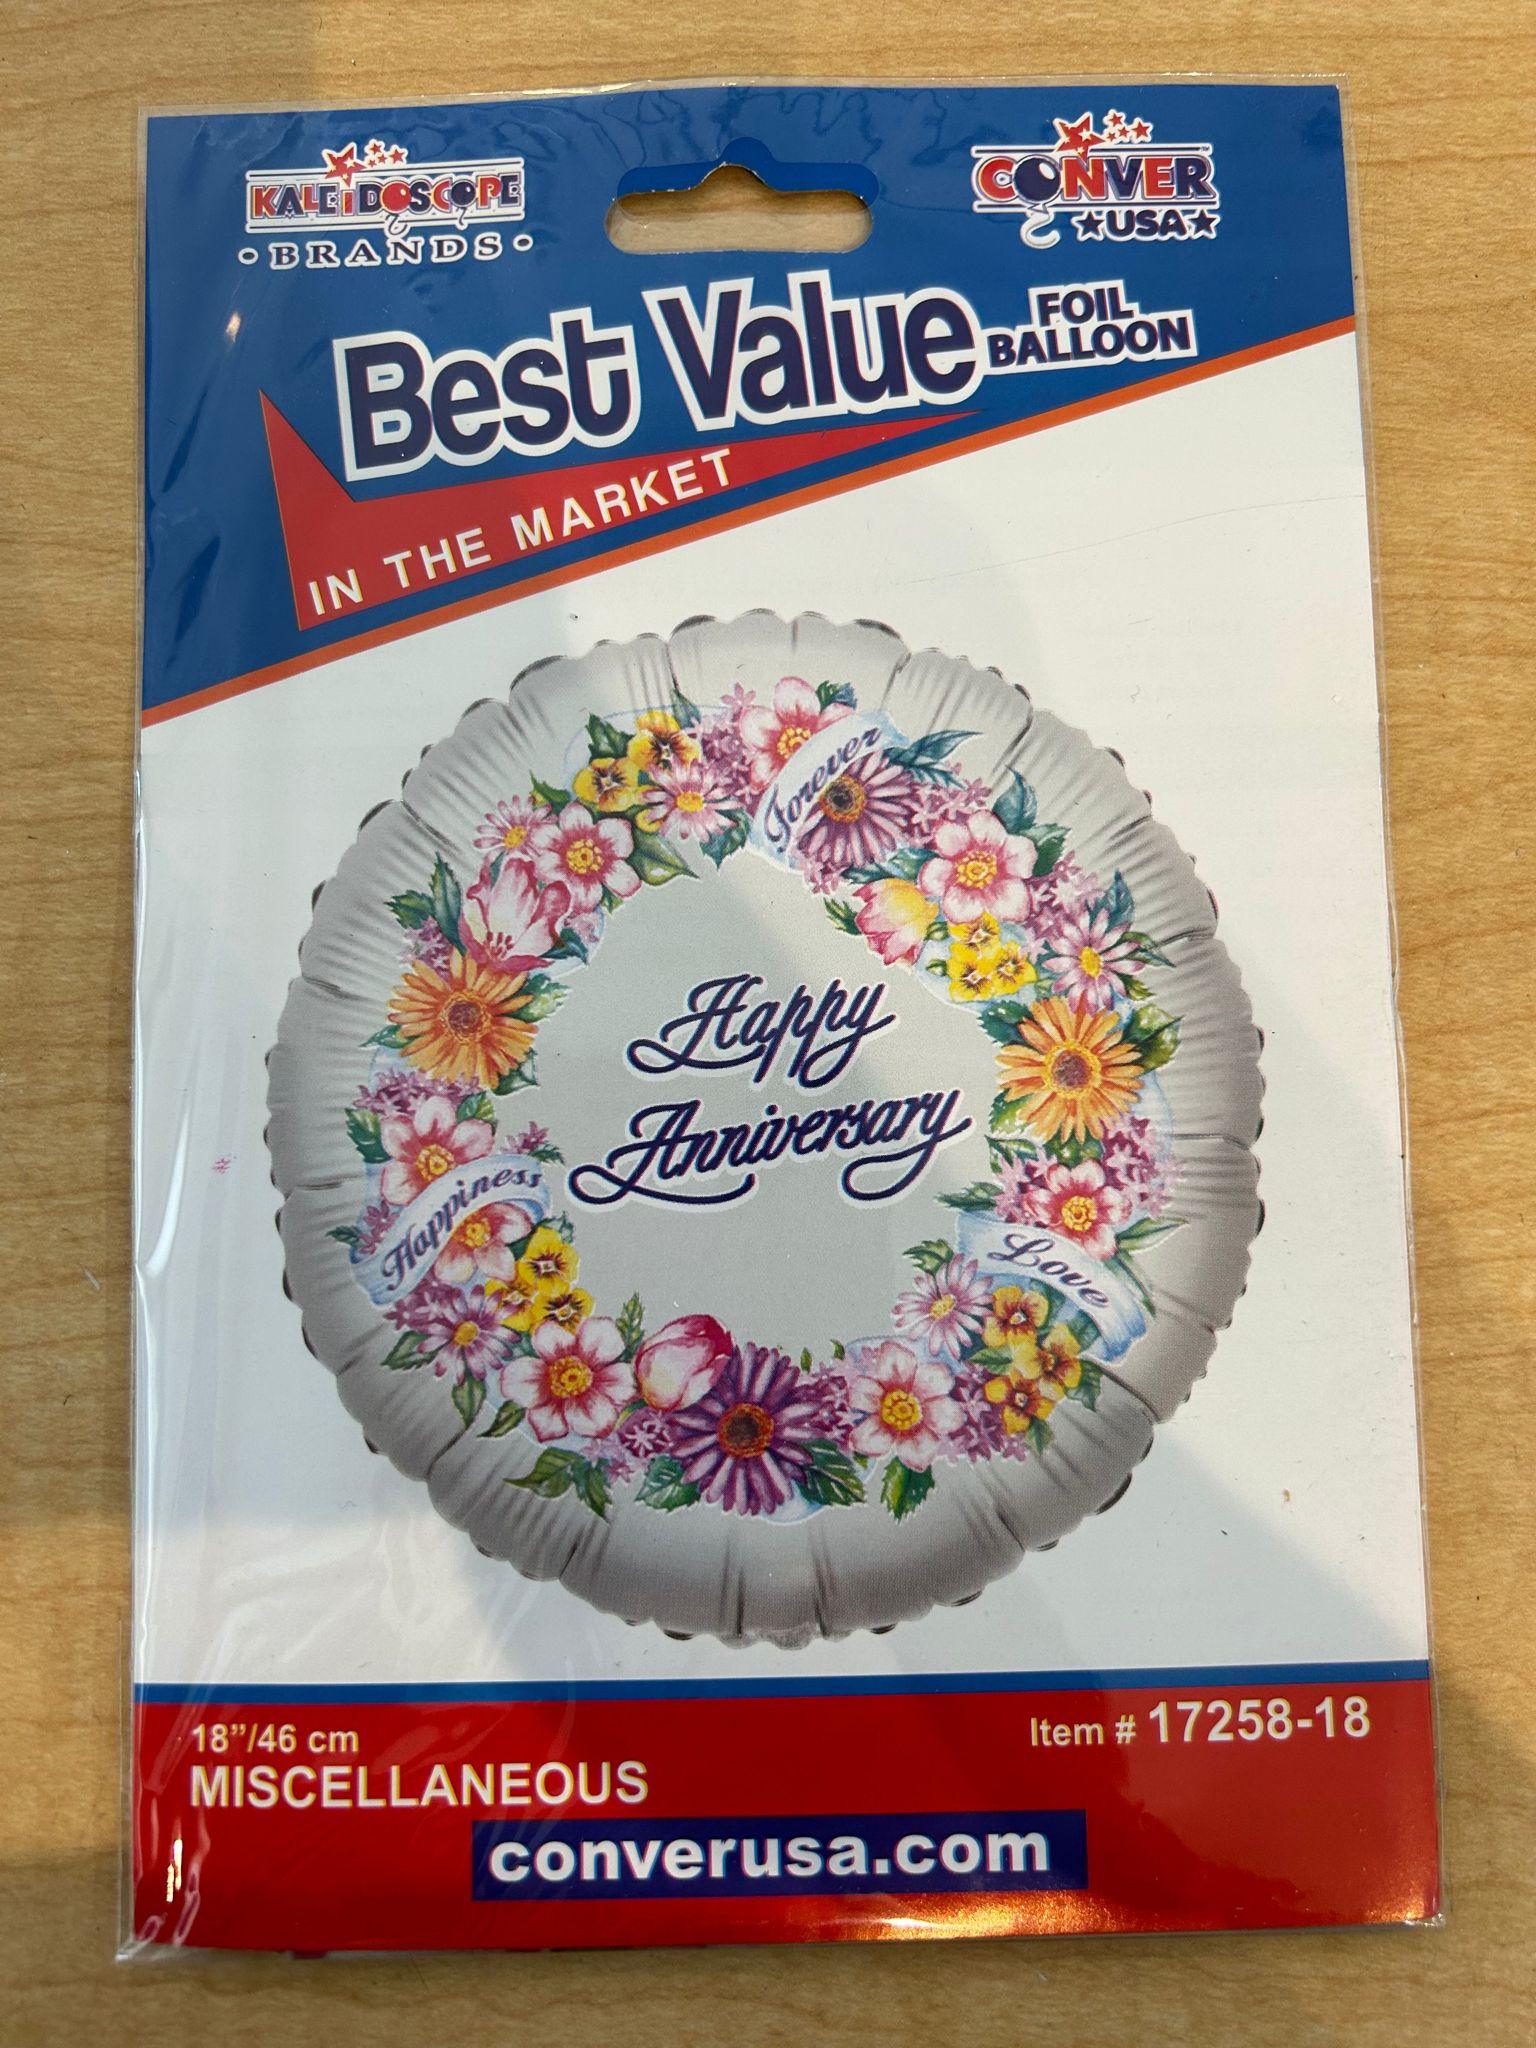 KALEIDOSCOPE
• BRANDS •
CONVER™
★USA★
Best Value FOIL BALLOON
IN THE MARKET
Forever
Happy
Anniversary
Happiness
Love
18”/46 cm
MISCELLANEOUS
Item # 17258-18
converusa.com